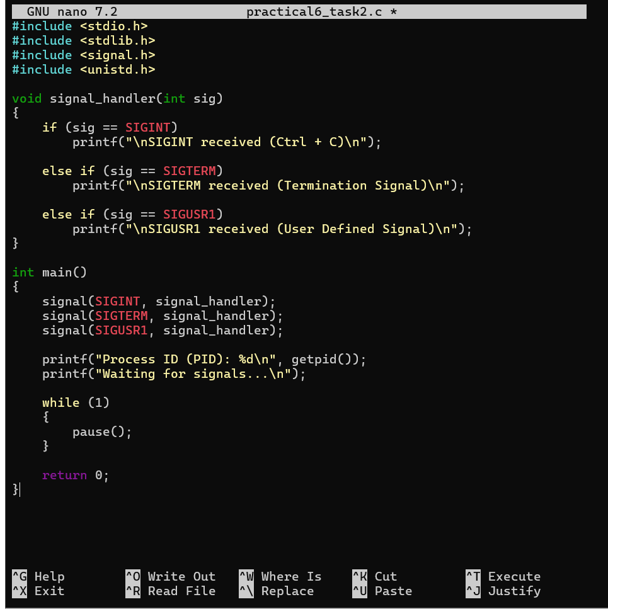 GNU nano 7.2 practical6_task2.c *
#include <stdio.h>
#include <stdlib.h>
#include <signal.h>
#include <unistd.h>
void signal_handler(int sig)
{
if (sig == SIGINT)
printf("\nSIGINT received (Ctrl + C)\n");
else if (sig == SIGTERM)
printf("\nSIGTERM received (Termination Signal)\n");
else if (sig == SIGUSR1)
printf("\nSIGUSR1 received (User Defined Signal)\n");
}
int main()
{
signal(SIGINT, signal_handler);
signal(SIGTERM, signal_handler);
signal(SIGUSR1, signal_handler);
printf("Process ID (PID): %d\n", getpid());
printf("Waiting for signals...\n");
while (1)
{
pause();
}
return 0;
}
^G Help ^O Write Out ^W Where Is ^K Cut ^T Execute
^X Exit ^R Read File ^\ Replace ^U Paste ^J Justify